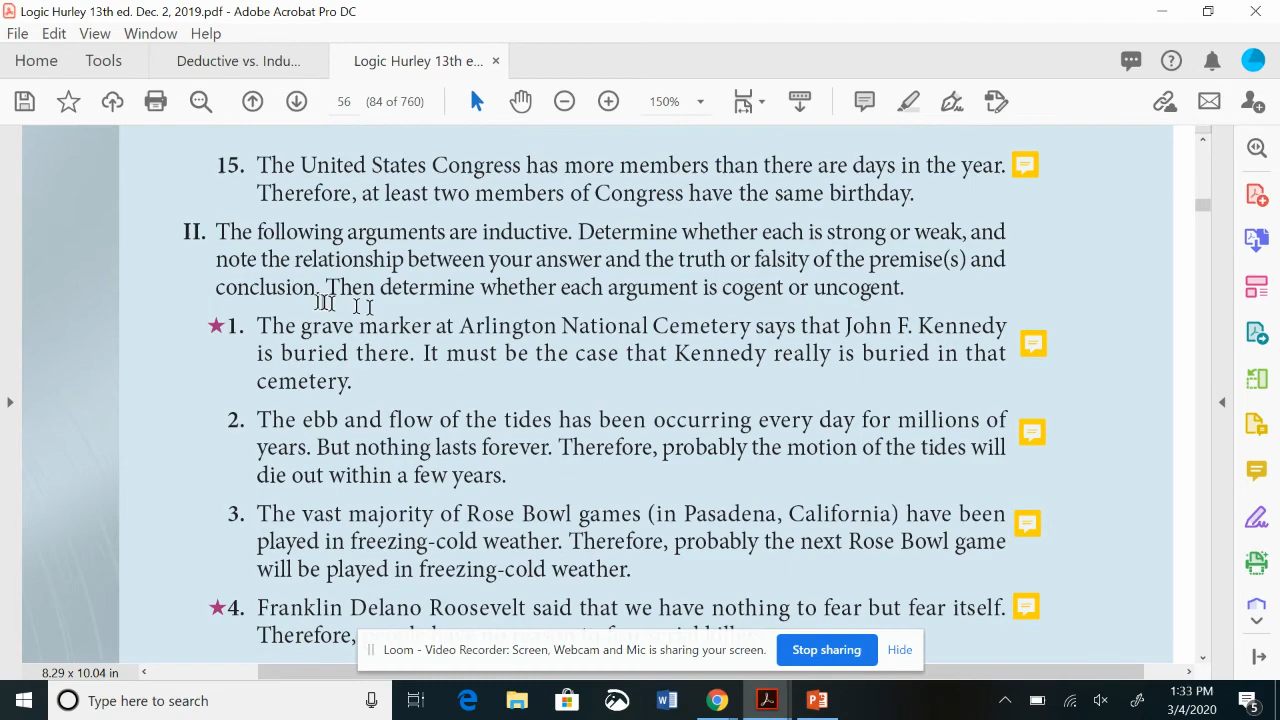 Logic Hurley 13th ed. Dec. 2, 2019.pdf - Adobe Acrobat Pro DC
File Edit View Window Help
Home Tools Deductive vs. Indu... Logic Hurley 13th e... ×
56 (84 of 760) 150%
15. The United States Congress has more members than there are days in the year.
Therefore, at least two members of Congress have the same birthday.
II. The following arguments are inductive. Determine whether each is strong or weak, and
note the relationship between your answer and the truth or falsity of the premise(s) and
conclusion. Then determine whether each argument is cogent or uncogent.
★1. The grave marker at Arlington National Cemetery says that John F. Kennedy
is buried there. It must be the case that Kennedy really is buried in that
cemetery.
2. The ebb and flow of the tides has been occurring every day for millions of
years. But nothing lasts forever. Therefore, probably the motion of the tides will
die out within a few years.
3. The vast majority of Rose Bowl games (in Pasadena, California) have been
played in freezing-cold weather. Therefore, probably the next Rose Bowl game
will be played in freezing-cold weather.
★4. Franklin Delano Roosevelt said that we have nothing to fear but fear itself.
Therefore,
Loom - Video Recorder: Screen, Webcam and Mic is sharing your screen. Stop sharing Hide
8.29 x 10.04 in
Type here to search
1:33 PM
3/4/2020
5